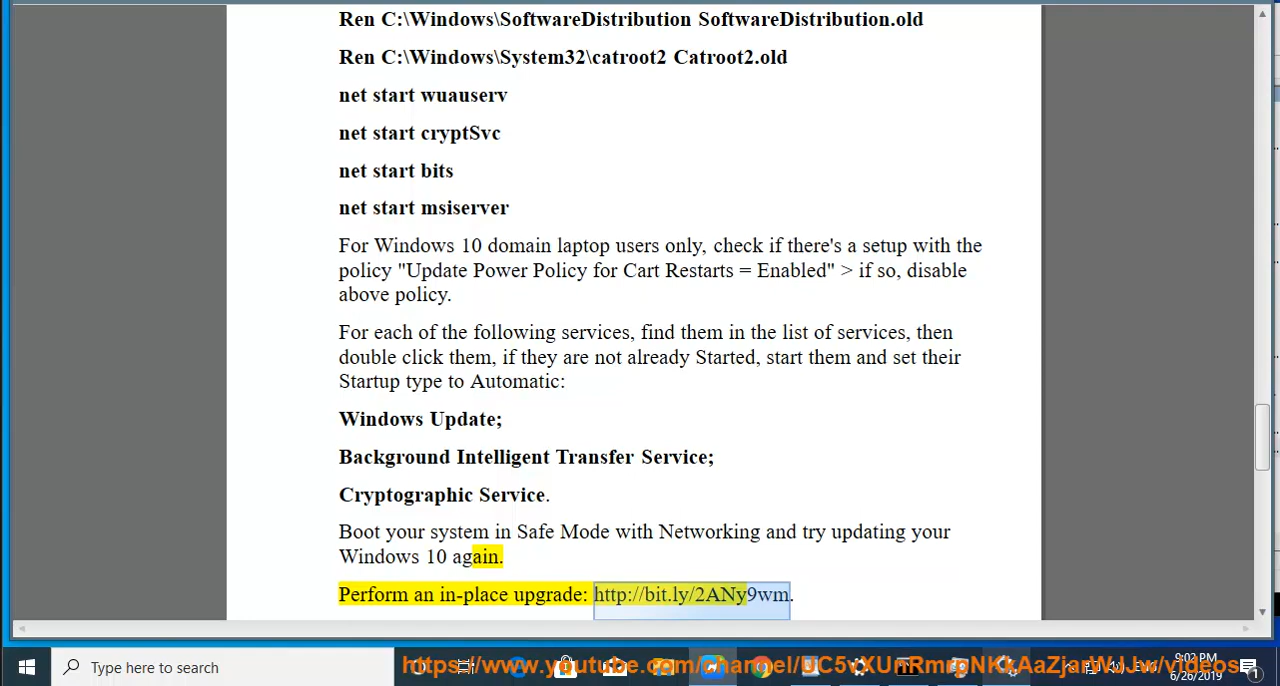 Ren C:\Windows\SoftwareDistribution SoftwareDistribution.old
Ren C:\Windows\System32\catroot2 Catroot2.old
net start wuauserv
net start cryptSvc
net start bits
net start msiserver
For Windows 10 domain laptop users only, check if there's a setup with the
policy "Update Power Policy for Cart Restarts = Enabled" > if so, disable
above policy.
For each of the following services, find them in the list of services, then
double click them, if they are not already Started, start them and set their
Startup type to Automatic:
Windows Update;
Background Intelligent Transfer Service;
Cryptographic Service.
Boot your system in Safe Mode with Networking and try updating your
Windows 10 again.
Perform an in-place upgrade: http://bit.ly/2ANy9wm.
Type here to search
9:02 PM
6/26/2019